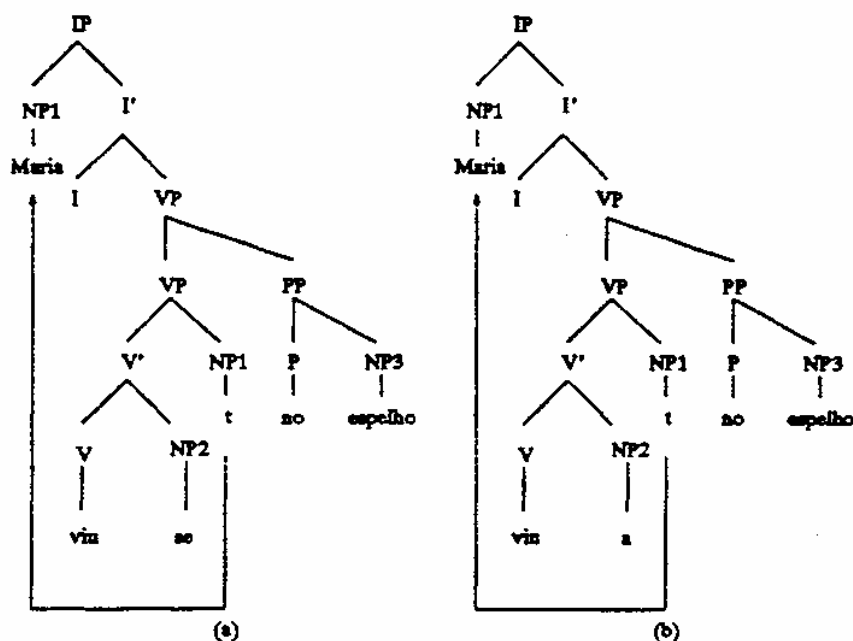 IP IP
NP1 I' NP1 I'
Maria I VP Maria I VP
VP PP VP PP
V' NP1 P NP3 V' NP1 P NP3
t no espelho t no espelho
V NP2 V NP2
viu se viu a
(a) (b)